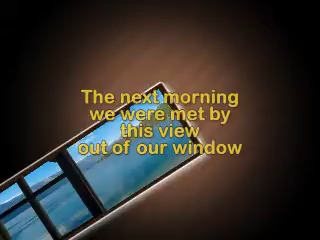 The next morning
we were met by
this view
out of our window